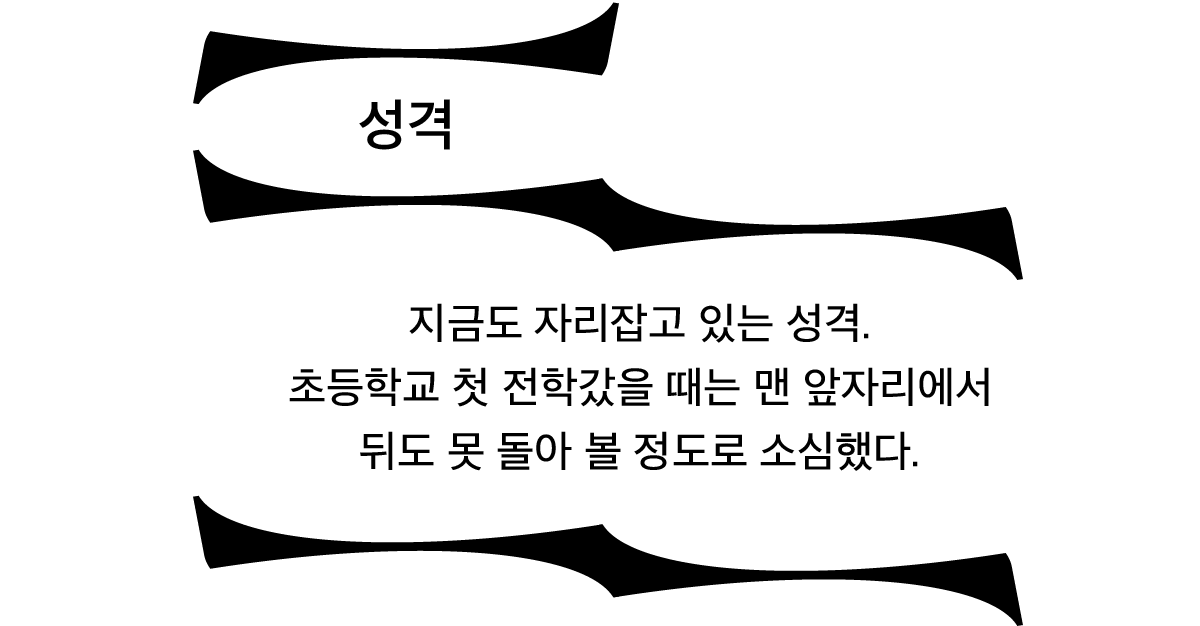 성격
지금도 자리잡고 있는 성격.
초등학교 첫 전학갔을 때는 맨 앞자리에서
뒤도 못 돌아 볼 정도로 소심했다.